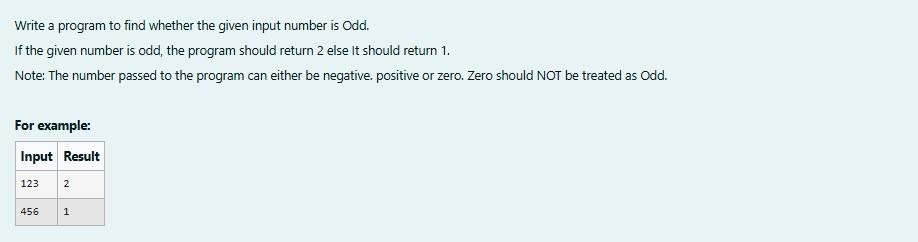 Write a program to find whether the given input number is Odd.
If the given number is odd, the program should return 2 else It should return 1.
Note: The number passed to the program can either be negative. positive or zero. Zero should NOT be treated as Odd.
For example:
Input Result
123 2
456 1